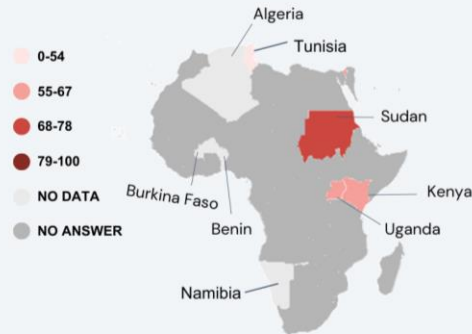 Algeria
Tunisia
0-54
55-67
68-78
79-100
NO DATA
NO ANSWER
Sudan
Burkina Faso
Benin
Kenya
Uganda
Namibia